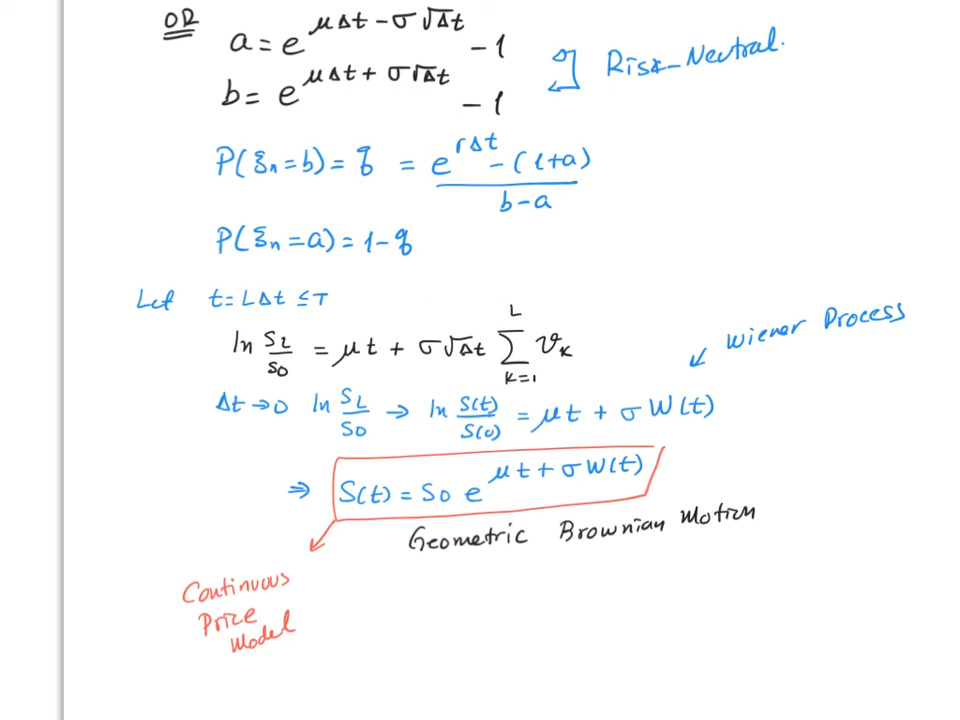 OR
a = e^{μΔt - σ√Δt} - 1
b = e^{μΔt + σ√Δt} - 1
Risk-Neutral.
P(ξn = b) = q = (e^{rΔt} - (1+a)) / (b-a)
P(ξn = a) = 1 - q
Let t = LΔt ≤ T
ln SL/S0 = μt + σ√Δt ∑_{K=1}^{L} ϑK
Wiener Process
Δt → 0 ln SL/S0 → ln S(t)/S(0) = μt + σW(t)
⇒ S(t) = S0 e^{μt + σW(t)}
Geometric Brownian Motion
Continuous
Price
Model